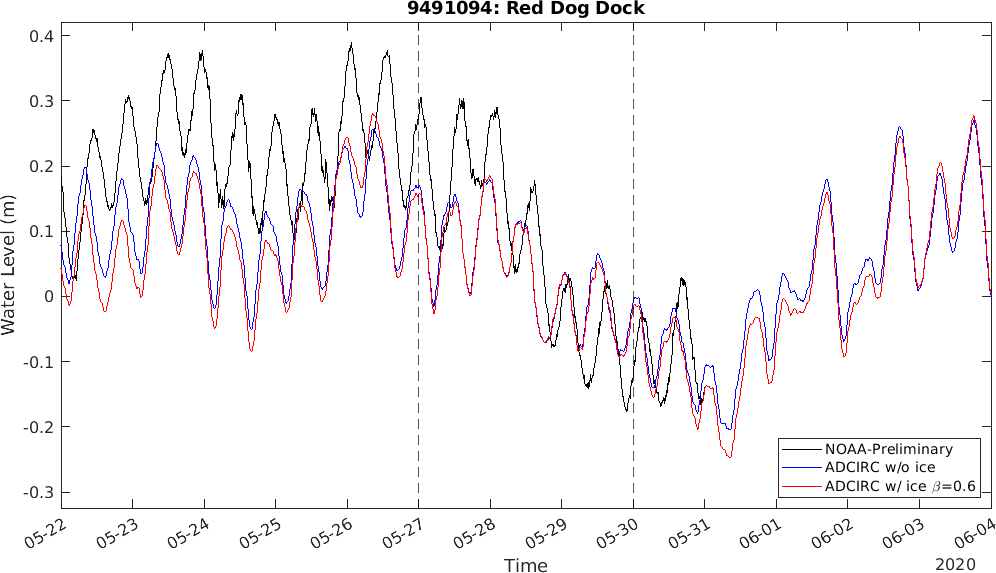 9491094: Red Dog Dock
Water Level (m)
0.4
0.3
0.2
0.1
0
-0.1
-0.2
-0.3
NOAA-Preliminary
ADCIRC w/o ice
ADCIRC w/ ice β=0.6
05-22 05-23 05-24 05-25 05-26 05-27 05-28 05-29 05-30 05-31 06-01 06-02 06-03 06-04
Time
2020